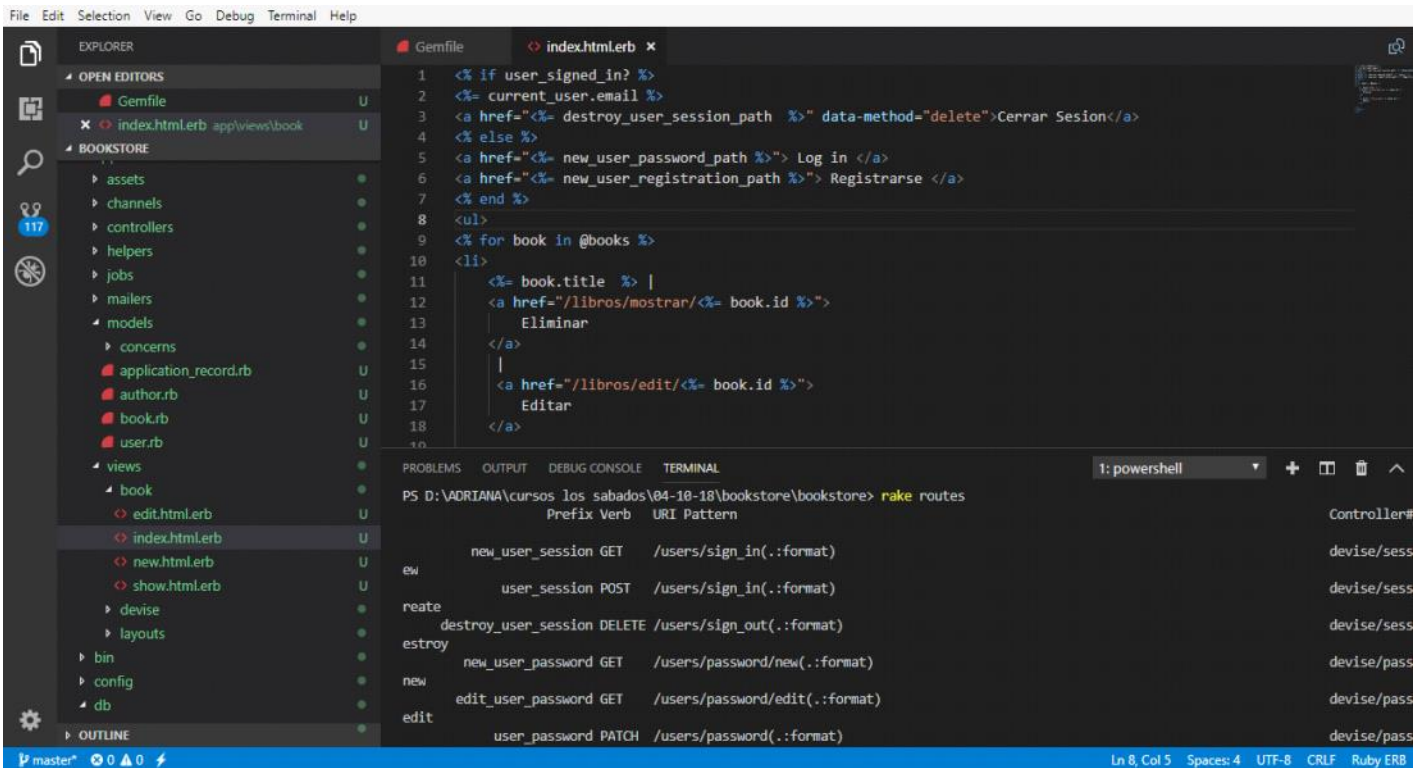 File Edit Selection View Go Debug Terminal Help
EXPLORER
OPEN EDITORS
Gemfile U
index.html.erb app\views\book U
BOOKSTORE
assets
channels
controllers
helpers
jobs
mailers
models
concerns
application_record.rb U
author.rb U
book.rb U
user.rb U
views
book
edit.html.erb U
index.html.erb U
new.html.erb U
show.html.erb U
devise
layouts
bin
config
db
OUTLINE
117
Gemfile index.html.erb
1 <% if user_signed_in? %>
2 <%= current_user.email %>
3 <a href="<%= destroy_user_session_path  %>" data-method="delete">Cerrar Sesion</a>
4 <% else %>
5 <a href="<%= new_user_password_path %>"> Log in </a>
6 <a href="<%= new_user_registration_path %>"> Registrarse </a>
7 <% end %>
8 <ul>
9 <% for book in @books %>
10 <li>
11 <%= book.title  %> |
12 <a href="/libros/mostrar/<%= book.id %>">
13 Eliminar
14 </a>
15 |
16 <a href="/libros/edit/<%= book.id %>">
17 Editar
18 </a>
19
PROBLEMS OUTPUT DEBUG CONSOLE TERMINAL 1: powershell
PS D:\ADRIANA\cursos los sabados\04-10-18\bookstore\bookstore> rake routes
Prefix Verb URI Pattern Controller#
new_user_session GET /users/sign_in(.:format) devise/sess
ew
user_session POST /users/sign_in(.:format) devise/sess
reate
destroy_user_session DELETE /users/sign_out(.:format) devise/sess
estroy
new_user_password GET /users/password/new(.:format) devise/pass
new
edit_user_password GET /users/password/edit(.:format) devise/pass
edit
user_password PATCH /users/password(.:format) devise/pass
master* 0 0 Ln 8, Col 5 Spaces: 4 UTF-8 CRLF Ruby ERB